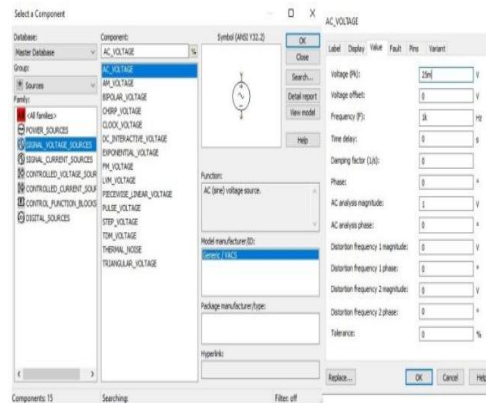 Select a Component
Database:
Master Database
Group:
Sources
Family:
<All families>
POWER_SOURCES
SIGNAL_VOLTAGE_SOURCES
SIGNAL_CURRENT_SOUR
CONTROLLED_VOLTAGE_SOUR
CONTROLLED_CURRENT_SOUR
CONTROL_FUNCTION_BLOCKS
DIGITAL_SOURCES
Component:
AC_VOLTAGE
AC_VOLTAGE
AM_VOLTAGE
BIPOLAR_VOLTAGE
CHIRP_VOLTAGE
CLOCK_VOLTAGE
DC_INTERACTIVE_VOLTAGE
EXPONENTIAL_VOLTAGE
FM_VOLTAGE
LVM_VOLTAGE
PIECEWISE_LINEAR_VOLTAGE
PULSE_VOLTAGE
STEP_VOLTAGE
TDM_VOLTAGE
THERMAL_NOISE
TRIANGULAR_VOLTAGE
Symbol (ANSI Y32.2)
Function:
AC (sine) voltage source.
Model manufacturer/ID:
Generic / VACS
Package manufacturer/type:
Hyperlink:
OK
Close
Search...
Detail report
View model
Help
Components: 15
Searching:
Filter: off
AC_VOLTAGE
Label Display Value Fault Pins Variant
Voltage (Pk): 25m V
Voltage offset: 0 V
Frequency (F): 1k Hz
Time delay: 0 s
Damping factor (1/s): 0
Phase: 0 °
AC analysis magnitude: 1 V
AC analysis phase: 0 °
Distortion frequency 1 magnitude: 0 V
Distortion frequency 1 phase: 0 °
Distortion frequency 2 magnitude: 0 V
Distortion frequency 2 phase: 0 °
Tolerance: 0 %
Replace... OK Cancel Help